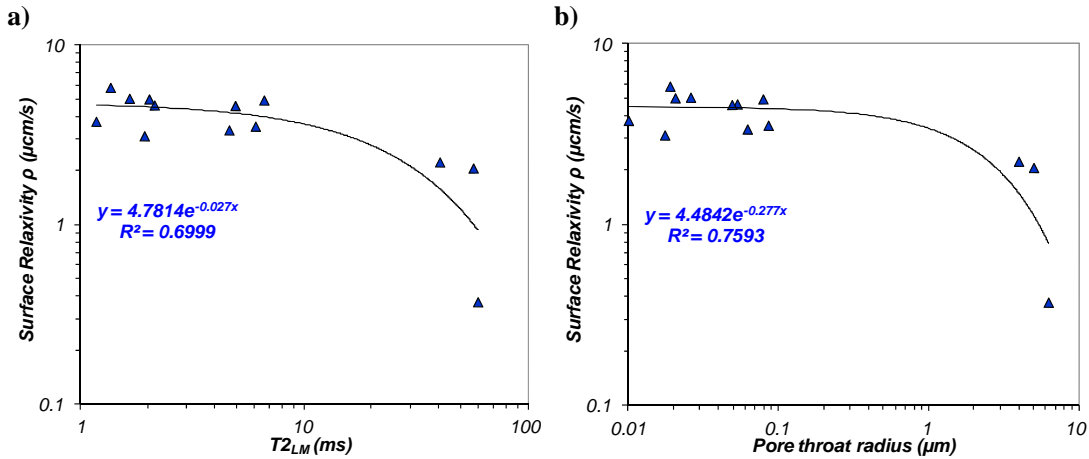 a)
10
1
0.1
Surface Relaxivity ρ (µcm/s)
y = 4.7814e^-0.027x
R² = 0.6999
1 10 100
T2LM (ms)
b)
10
1
0.1
Surface Relaxivity ρ (µcm/s)
y = 4.4842e^-0.277x
R² = 0.7593
0.01 0.1 1 10
Pore throat radius (µm)